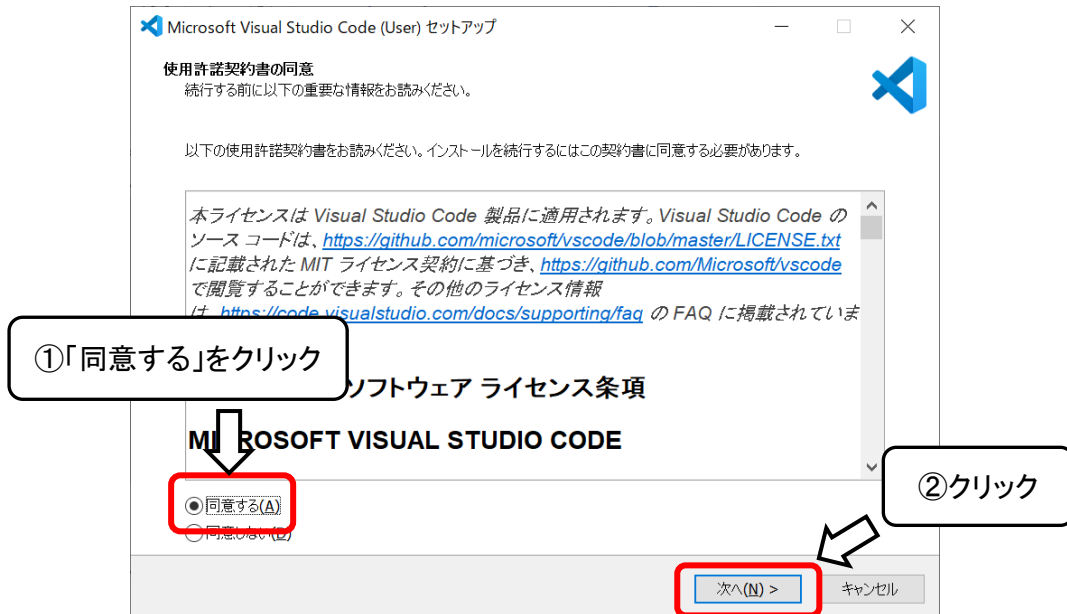 Microsoft Visual Studio Code (User) セットアップ
使用許諾契約書の同意
続行する前に以下の重要な情報をお読みください。
以下の使用許諾契約書をお読みください。インストールを続行するにはこの契約書に同意する必要があります。
本ライセンスは Visual Studio Code 製品に適用されます。Visual Studio Code の
ソース コードは、https://github.com/microsoft/vscode/blob/master/LICENSE.txt
に記載された MIT ライセンス契約に基づき、https://github.com/Microsoft/vscode
で閲覧することができます。その他のライセンス情報
は、https://code.visualstudio.com/docs/supporting/faq の FAQ に掲載されていま
①「同意する」をクリック
ソフトウェア ライセンス条項
MICROSOFT VISUAL STUDIO CODE
同意する(A)
同意しない(D)
②クリック
次へ(N) >
キャンセル